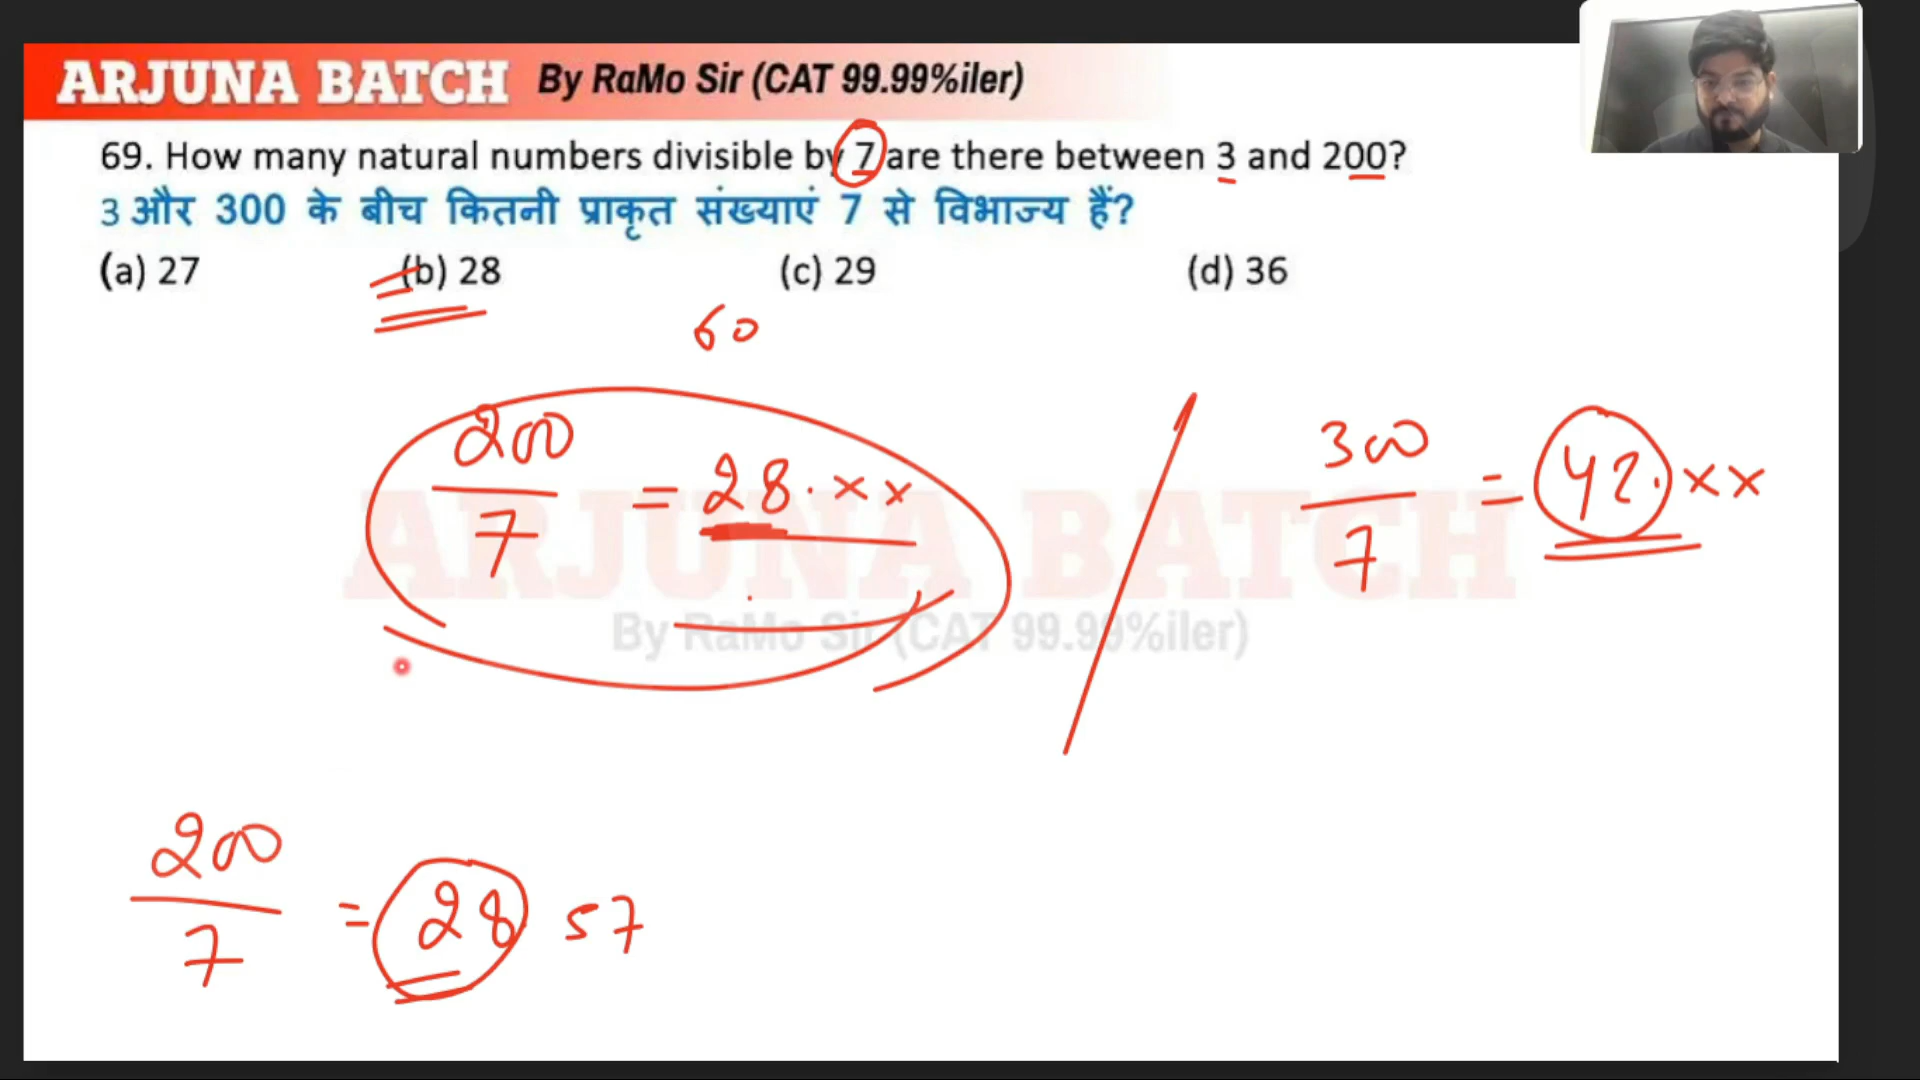 ARJUNA BATCH By RaMo Sir (CAT 99.99%iler)
69. How many natural numbers divisible by 7 are there between 3 and 200?
3 और 300 के बीच कितनी प्राकृत संख्याएं 7 से विभाज्य हैं?
(a) 27 (b) 28 (c) 29 (d) 36
60
200/7 = 28.xx
300/7 = 42.xx
ARJUNA BATCH
By RaMo Sir (CAT 99.99%iler)
200/7 = 28 57